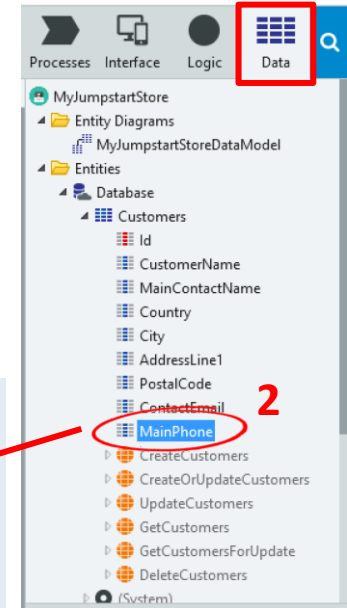 Processes Interface Logic Data
MyJumpstartStore
Entity Diagrams
MyJumpstartStoreDataModel
Entities
Database
Customers
Id
CustomerName
MainContactName
Country
City
AddressLine1
PostalCode
ContactEmail
2
MainPhone
CreateCustomers
CreateOrUpdateCustomers
UpdateCustomers
GetCustomers
GetCustomersForUpdate
DeleteCustomers
(System)